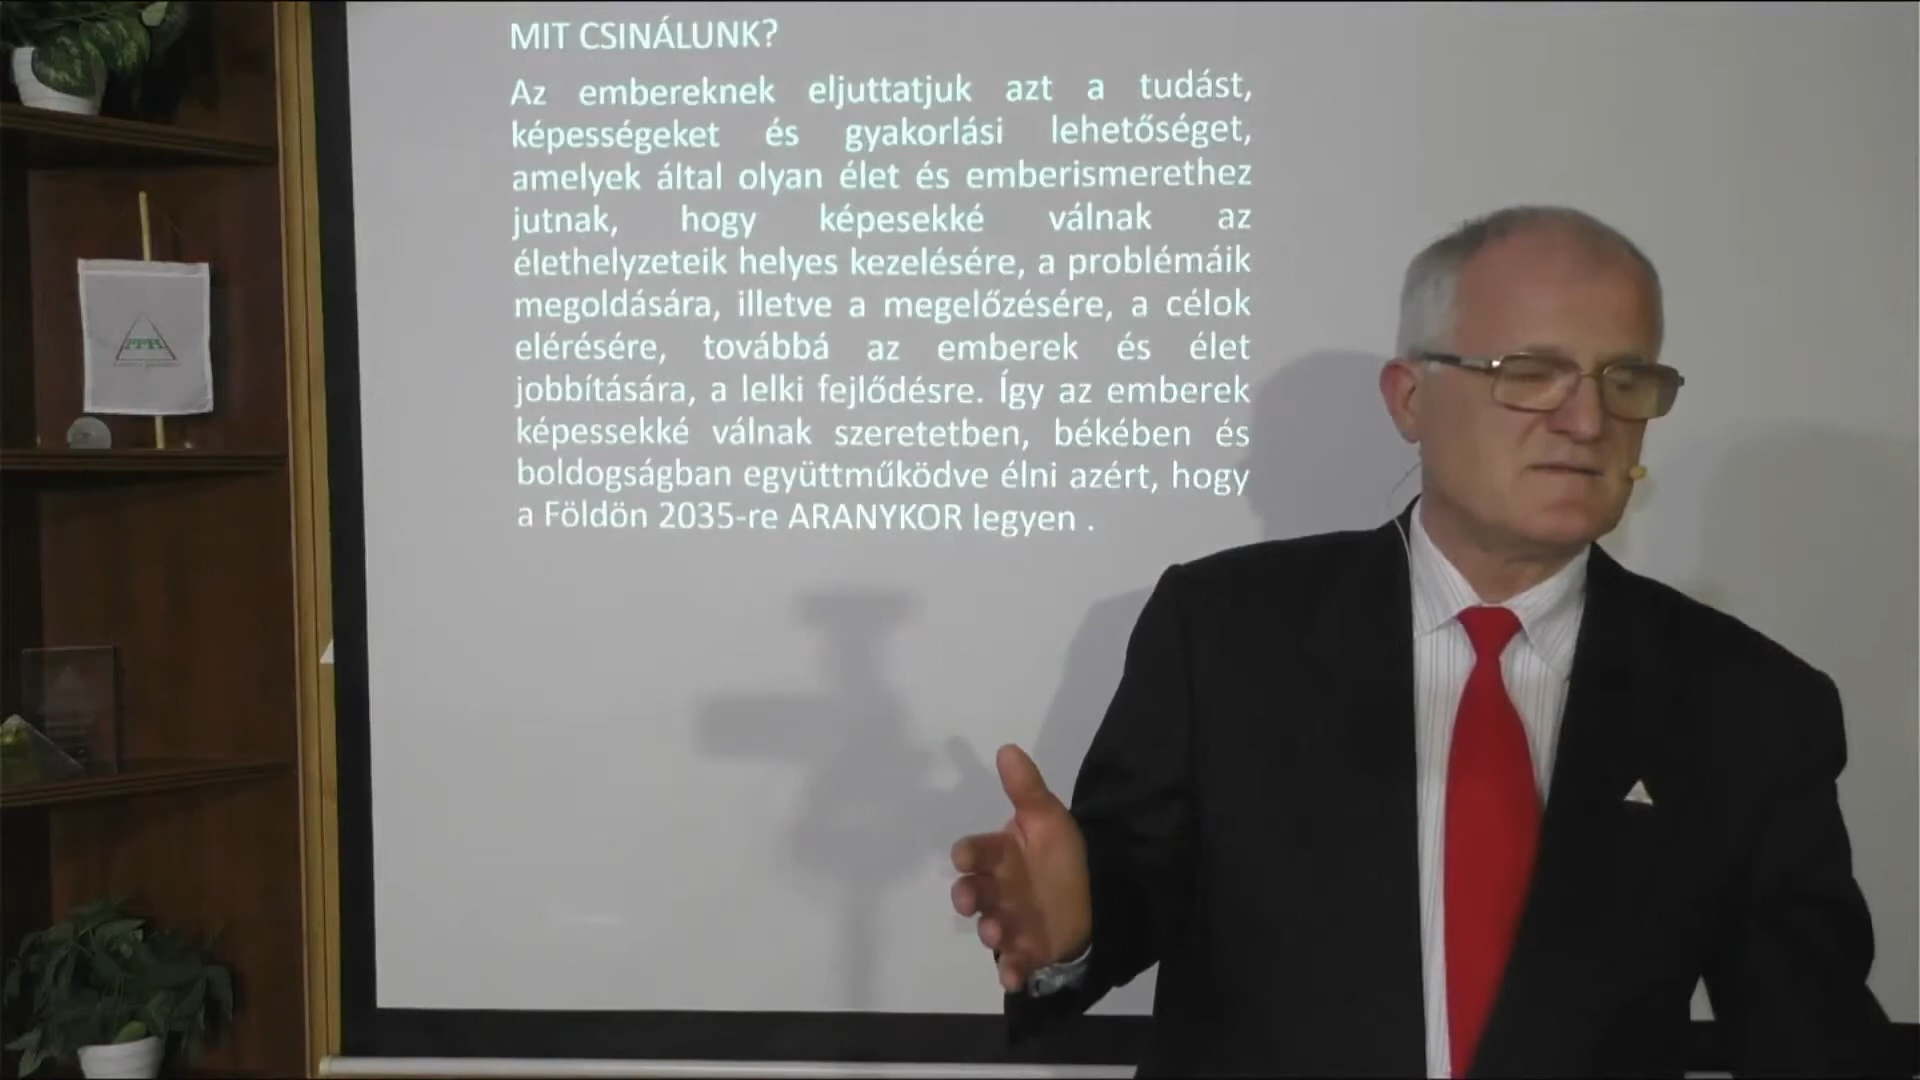 MIT CSINÁLUNK?
Az embereknek eljuttatjuk azt a tudást,
képességeket és gyakorlási lehetőséget,
amelyek által olyan élet és emberismerethez
jutnak, hogy képesekké válnak az
élethelyzeteik helyes kezelésére, a problémáik
megoldására, illetve a megelőzésére, a célok
elérésére, továbbá az emberek és élet
jobbítására, a lelki fejlődésre. Így az emberek
képessekké válnak szeretetben, békében és
boldogságban együttműködve élni azért, hogy
a Földön 2035-re ARANYKOR legyen .